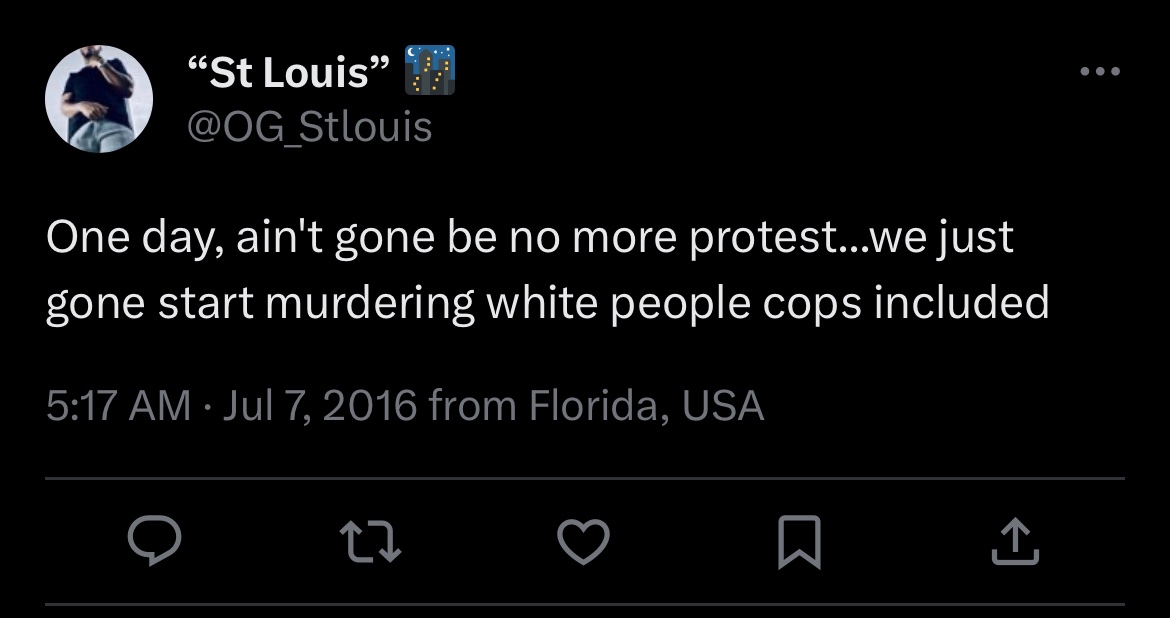 “St Louis” 🌃
@OG_Stlouis
One day, ain't gone be no more protest...we just
gone start murdering white people cops included
5:17 AM · Jul 7, 2016 from Florida, USA